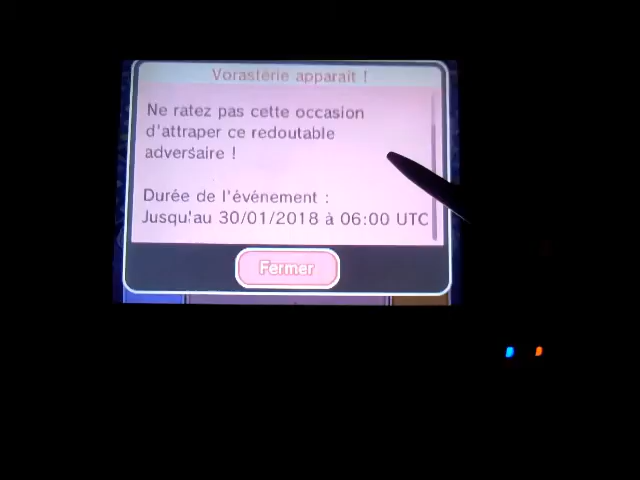 Vorastérie apparaît !
Ne ratez pas cette occasion
d'attraper ce redoutable
adversaire !
Durée de l'événement :
Jusqu'au 30/01/2018 à 06:00 UTC
Fermer